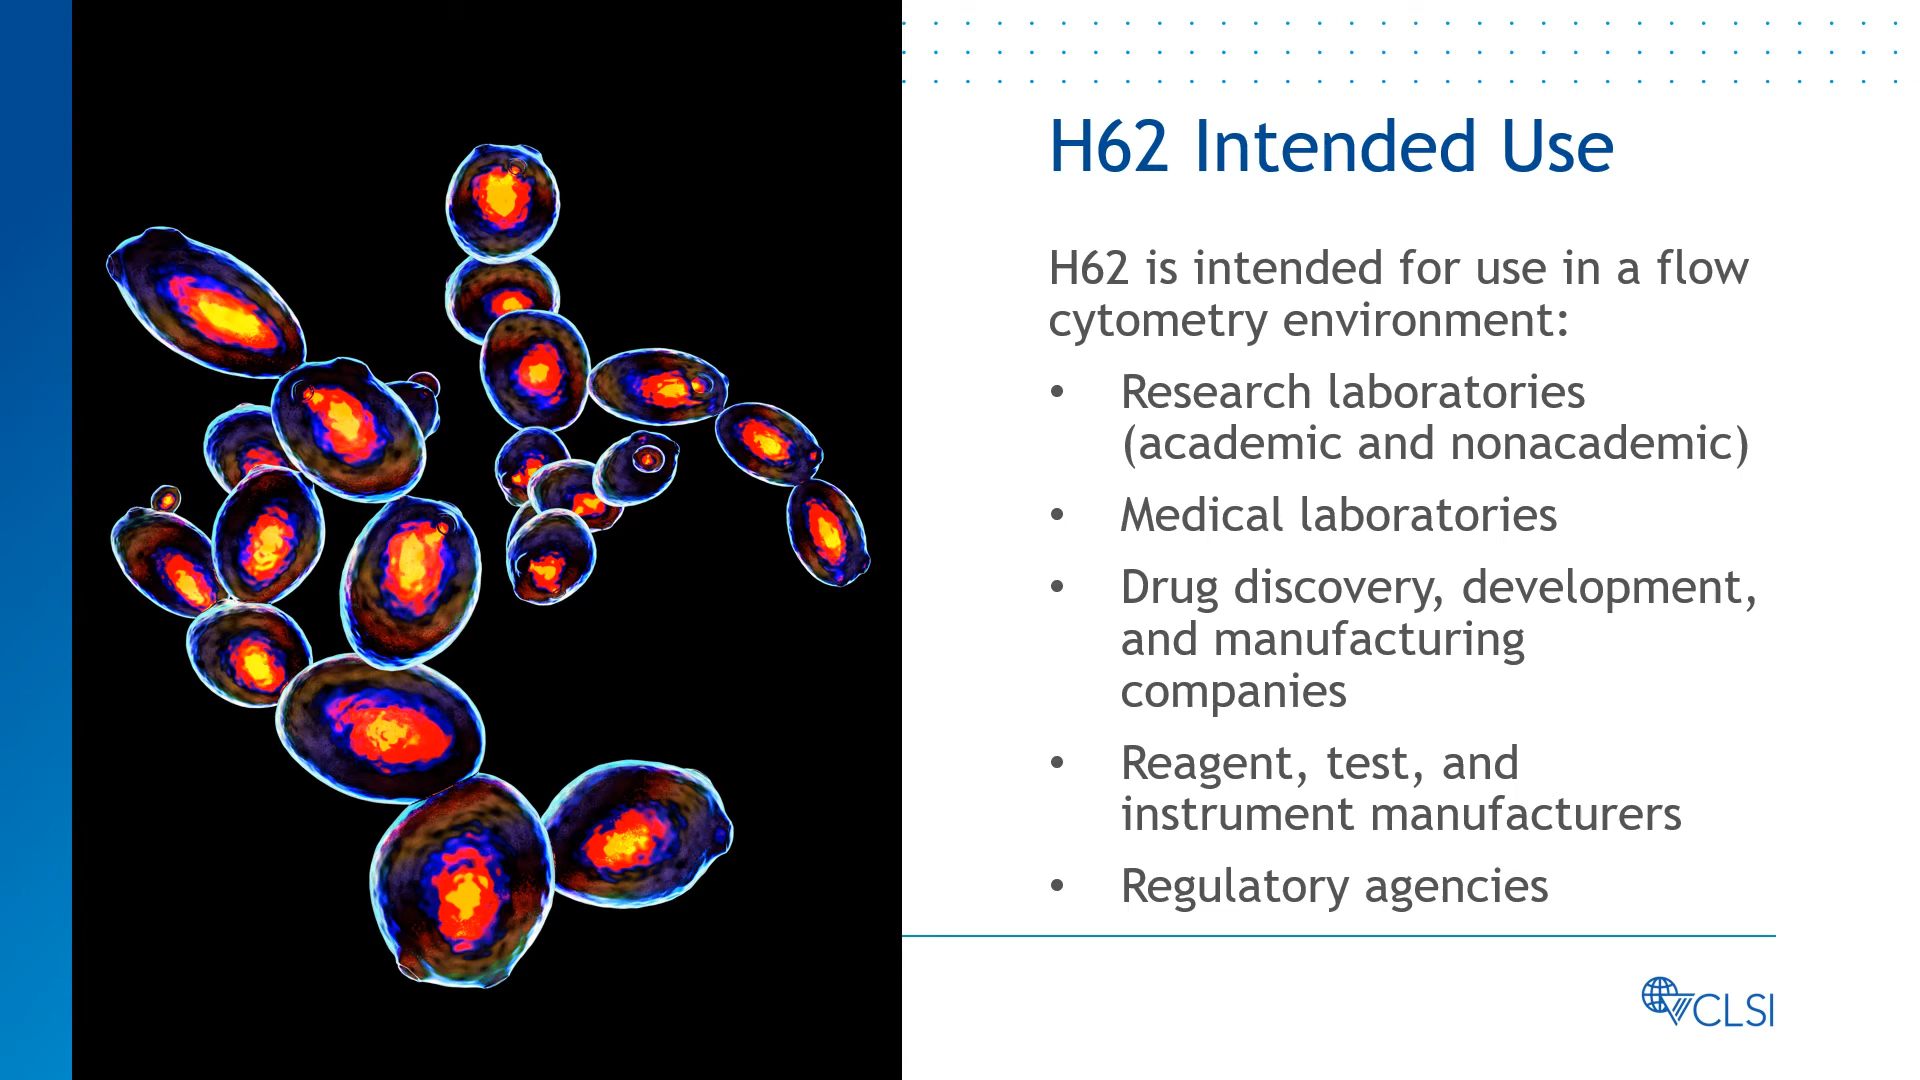 H62 Intended Use
H62 is intended for use in a flow
cytometry environment:
• Research laboratories
(academic and nonacademic)
• Medical laboratories
• Drug discovery, development,
and manufacturing
companies
• Reagent, test, and
instrument manufacturers
• Regulatory agencies
CLSI